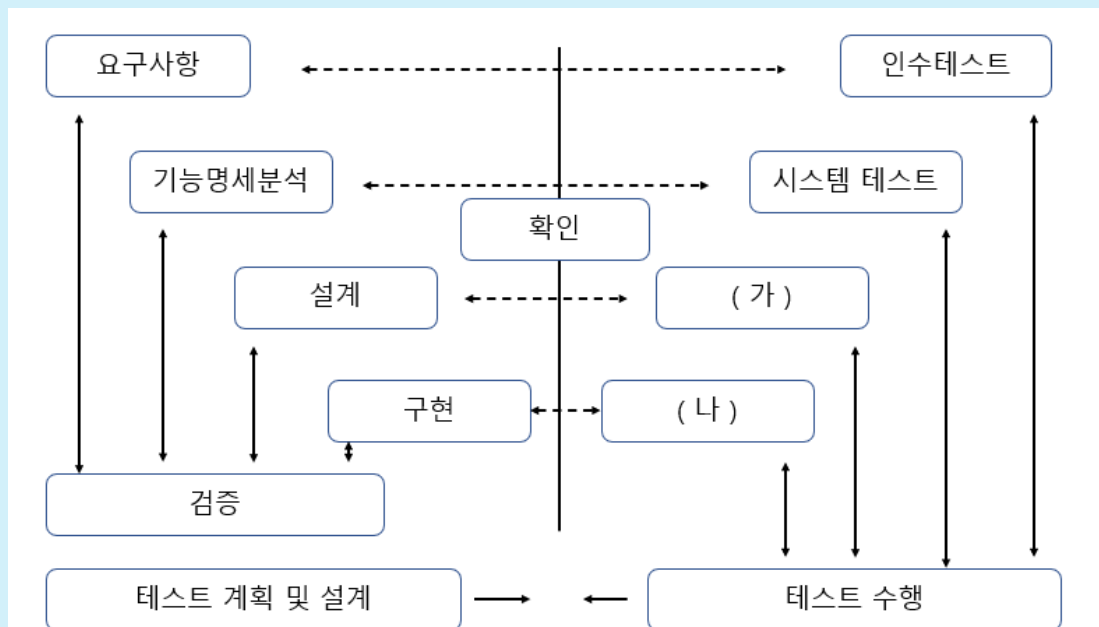 요구사항
인수테스트
기능명세분석
시스템 테스트
확인
설계
( 가 )
구현
( 나 )
검증
테스트 계획 및 설계
테스트 수행